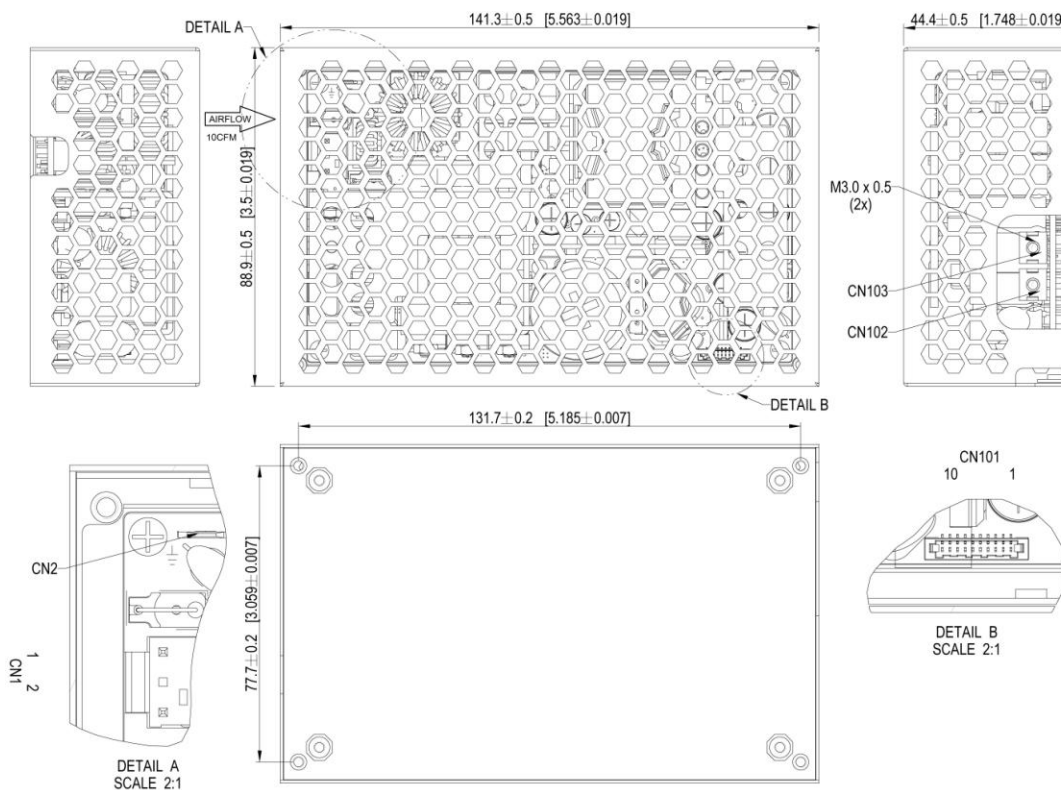 DETAIL A
141.3±0.5 [5.563±0.019]
44.4±0.5 [1.748±0.019
AIRFLOW
10CFM
88.9±0.5 [3.5±0.019]
M3.0 x 0.5
(2x)
CN103
CN102
DETAIL B
131.7±0.2 [5.185±0.007]
CN101
10 1
CN2
77.7±0.2 [3.059±0.007]
1 2
CN1
DETAIL B
SCALE 2:1
DETAIL A
SCALE 2:1